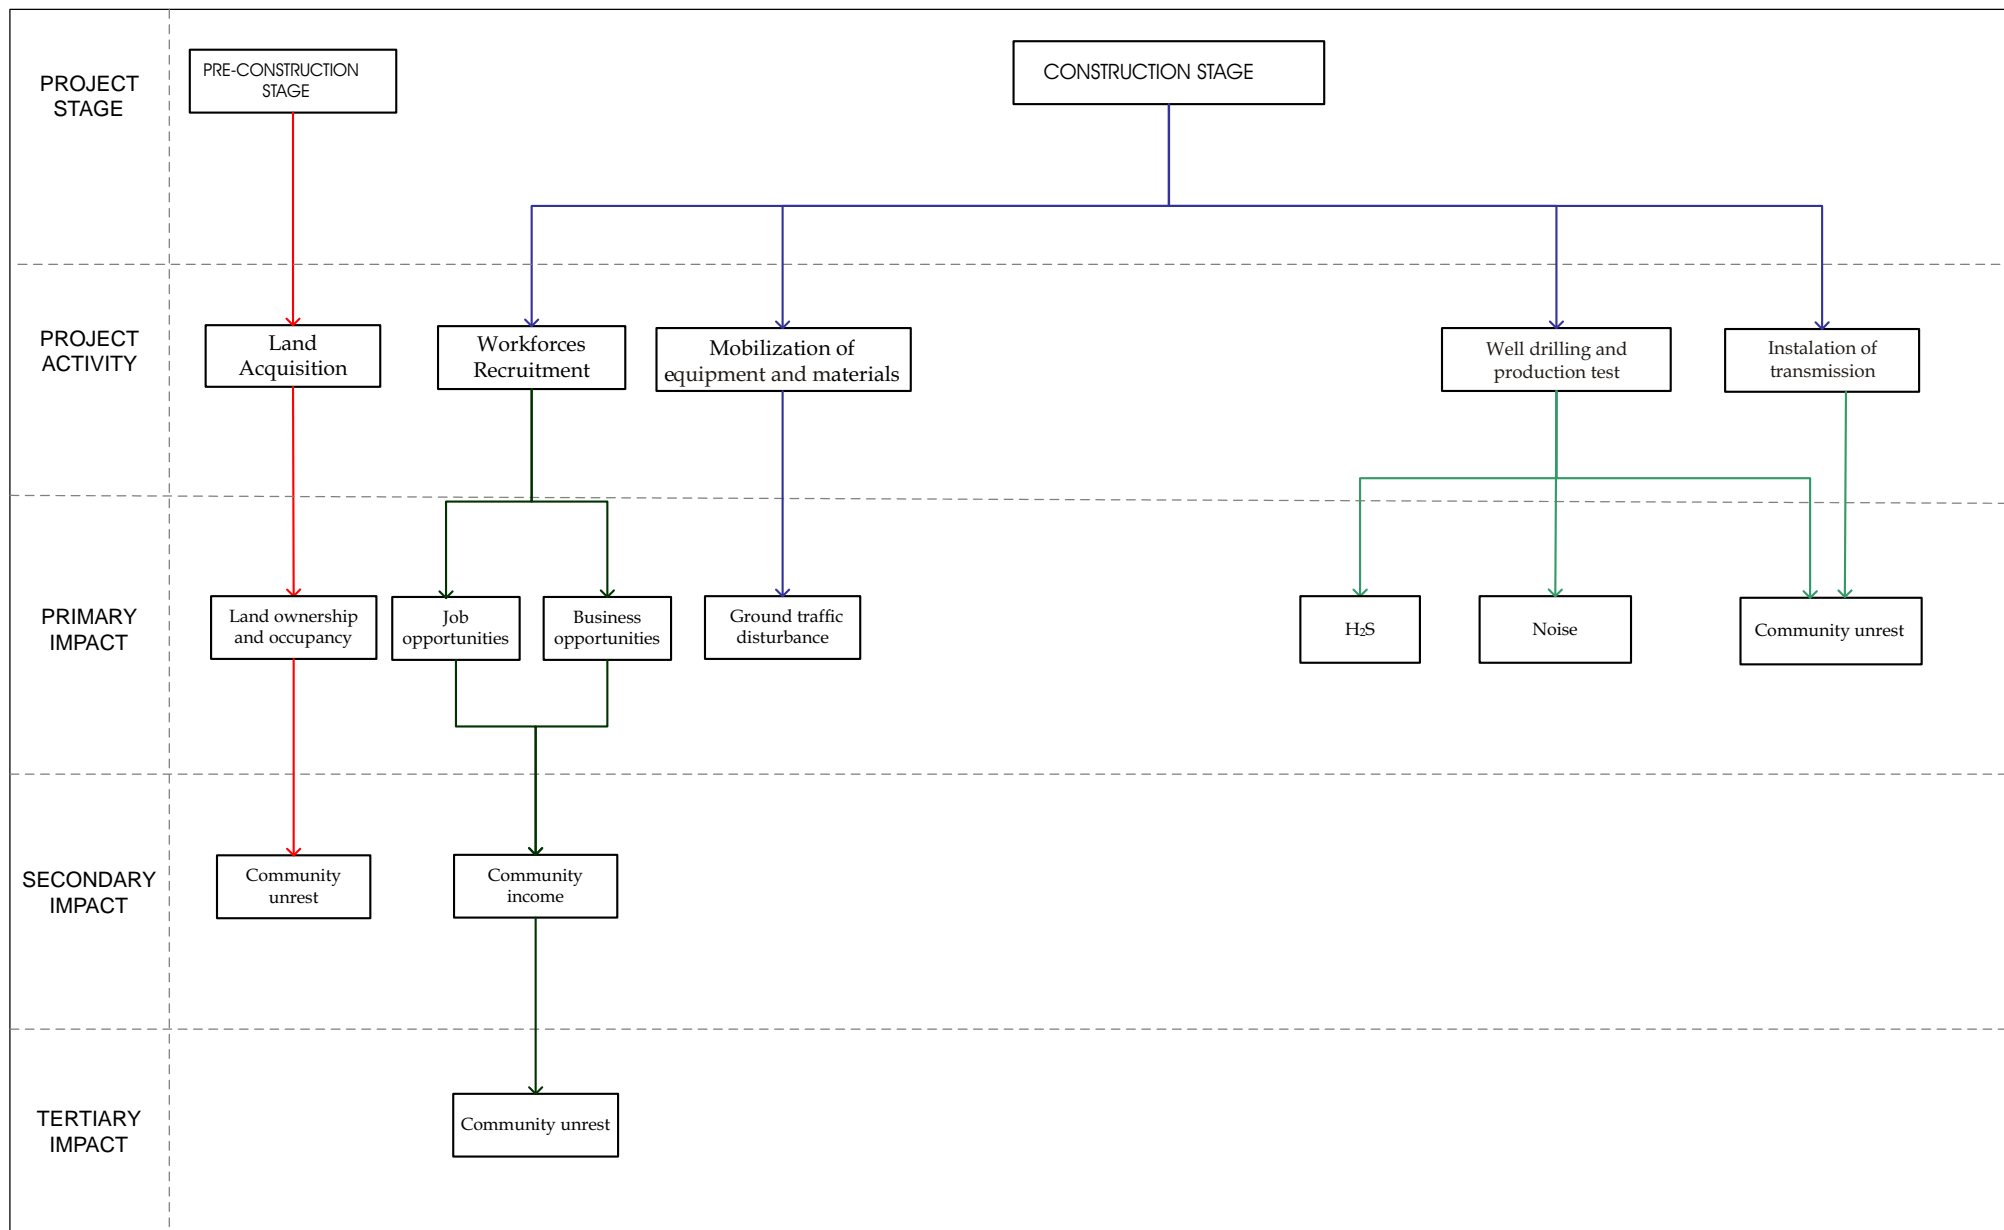 PROJECT
STAGE
PRE-CONSTRUCTION
STAGE
CONSTRUCTION STAGE
PROJECT
ACTIVITY
Land
Acquisition
Workforces
Recruitment
Mobilization of
equipment and materials
Well drilling and
production test
Instalation of
transmission
PRIMARY
IMPACT
Land ownership
and occupancy
Job
opportunities
Business
opportunities
Ground traffic
disturbance
H₂S
Noise
Community unrest
SECONDARY
IMPACT
Community
unrest
Community
income
TERTIARY
IMPACT
Community unrest